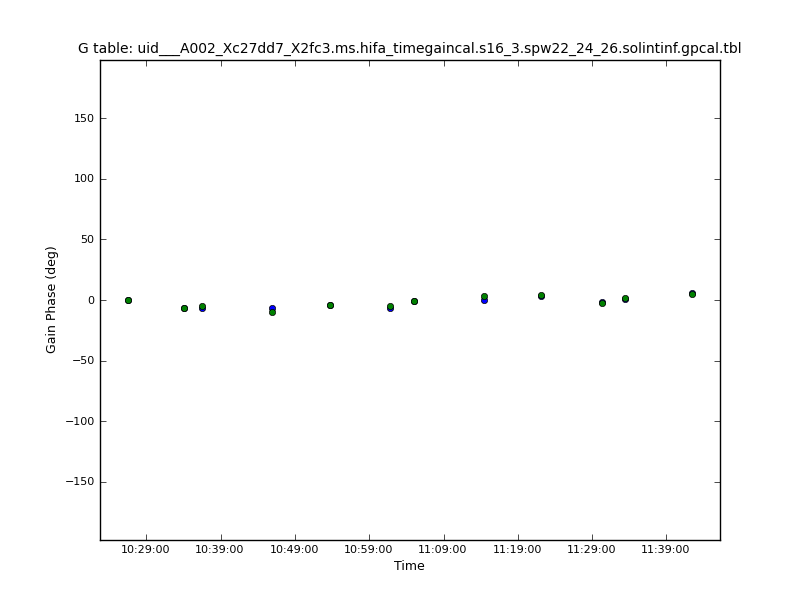 G table: uid___A002_Xc27dd7_X2fc3.ms.hifa_timegaincal.s16_3.spw22_24_26.solintinf.gpcal.tbl
150
100
50
0
−50
−100
−150
Gain Phase (deg)
10:29:00 10:39:00 10:49:00 10:59:00 11:09:00 11:19:00 11:29:00 11:39:00
Time